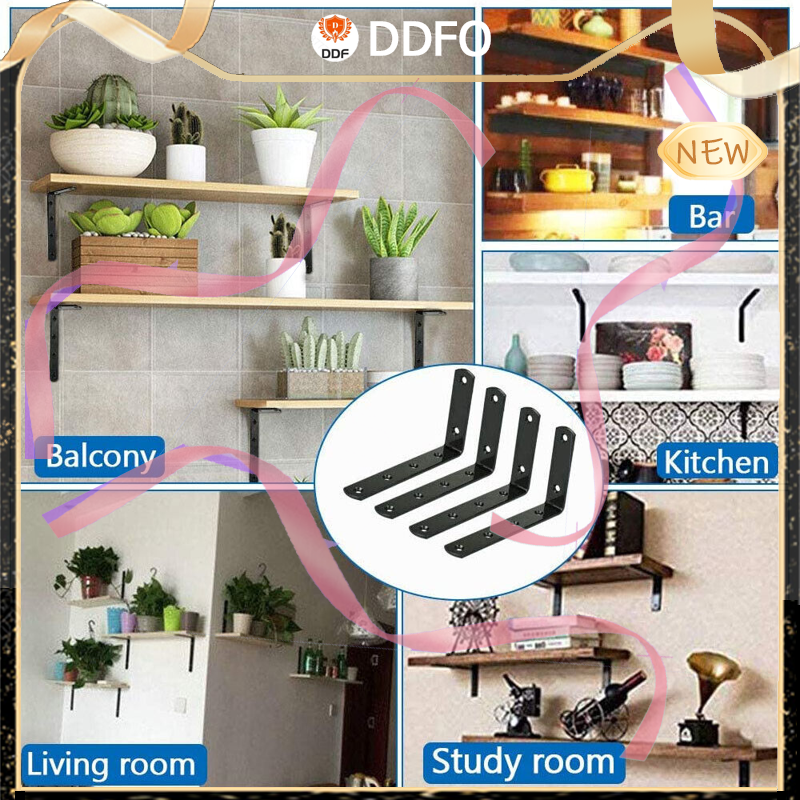 DDF
DDFO
NEW
Bar
Balcony
Kitchen
Living room
Study room